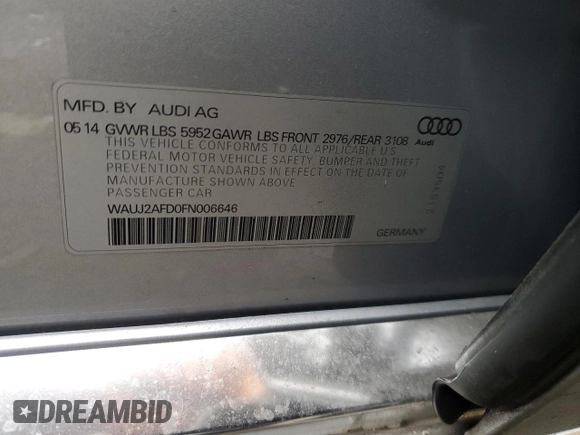 MFD. BY AUDI AG
05 14 GVWR LBS 5952 GAWR LBS FRONT 2976/REAR 3108
Audi
THIS VEHICLE CONFORMS TO ALL APPLICABLE U.S
FEDERAL MOTOR VEHICLE SAFETY, BUMPER AND THEFT
PREVENTION STANDARDS IN EFFECT ON THE DATE OF
MANUFACTURE SHOWN ABOVE
PASSENGER CAR
WAUJ2AFD0FN006646
GERMANY
DREAMBID